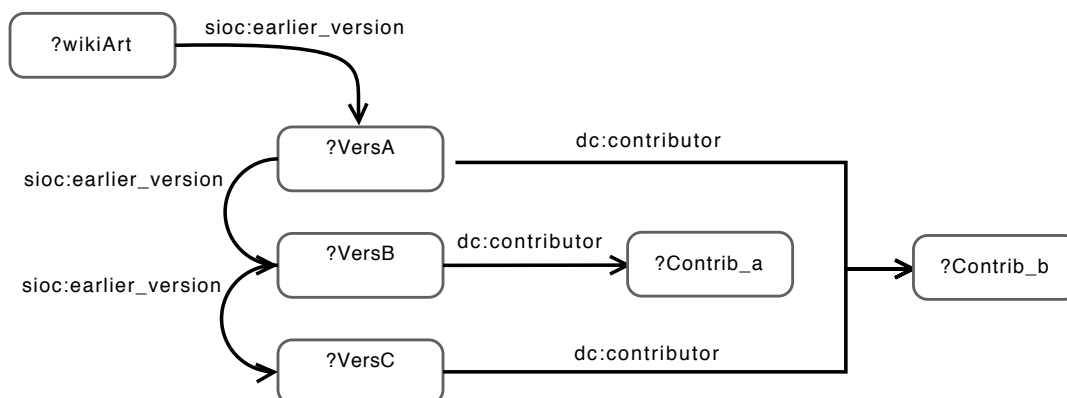 sioc:earlier_version
?wikiArt
?VersA
dc:contributor
sioc:earlier_version
?VersB
dc:contributor
?Contrib_a
?Contrib_b
sioc:earlier_version
?VersC
dc:contributor